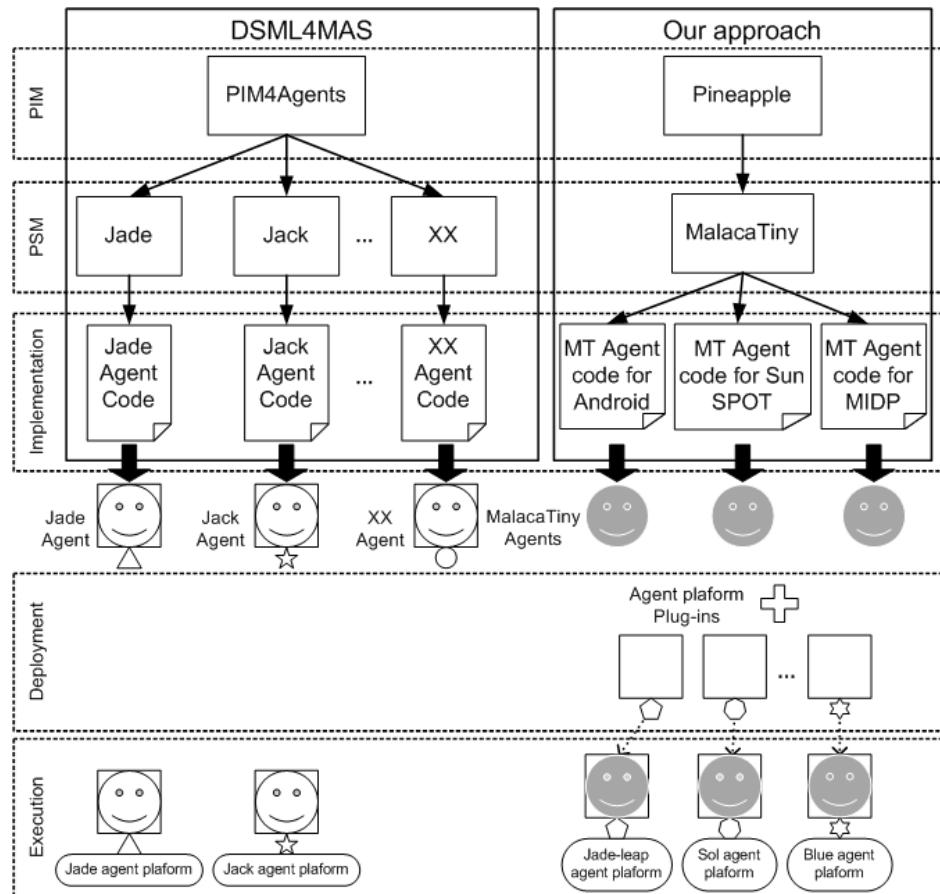 DSML4MAS
Our approach
PIM
PIM4Agents
Pineapple
PSM
Jade
Jack
...
XX
MalacaTiny
Implementation
Jade
Agent
Code
Jack
Agent
Code
...
XX
Agent
Code
MT Agent
code for
Android
MT Agent
code for Sun
SPOT
MT Agent
code for
MIDP
Jade
Agent
Jack
Agent
XX
Agent
MalacaTiny
Agents
Deployment
Agent plaform
Plug-ins
...
Execution
Jade agent plaform
Jack agent plaform
Jade-leap
agent plaform
Sol agent
plaform
Blue agent
plaform